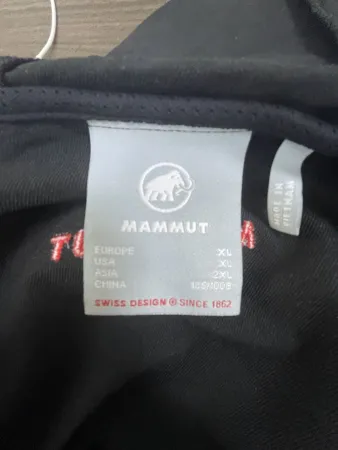 MAMMUT
EUROPE XL
USA XL
ASIA 2XL
CHINA
SWISS DESIGN ® SINCE 1862
MADE IN
VIETNAM